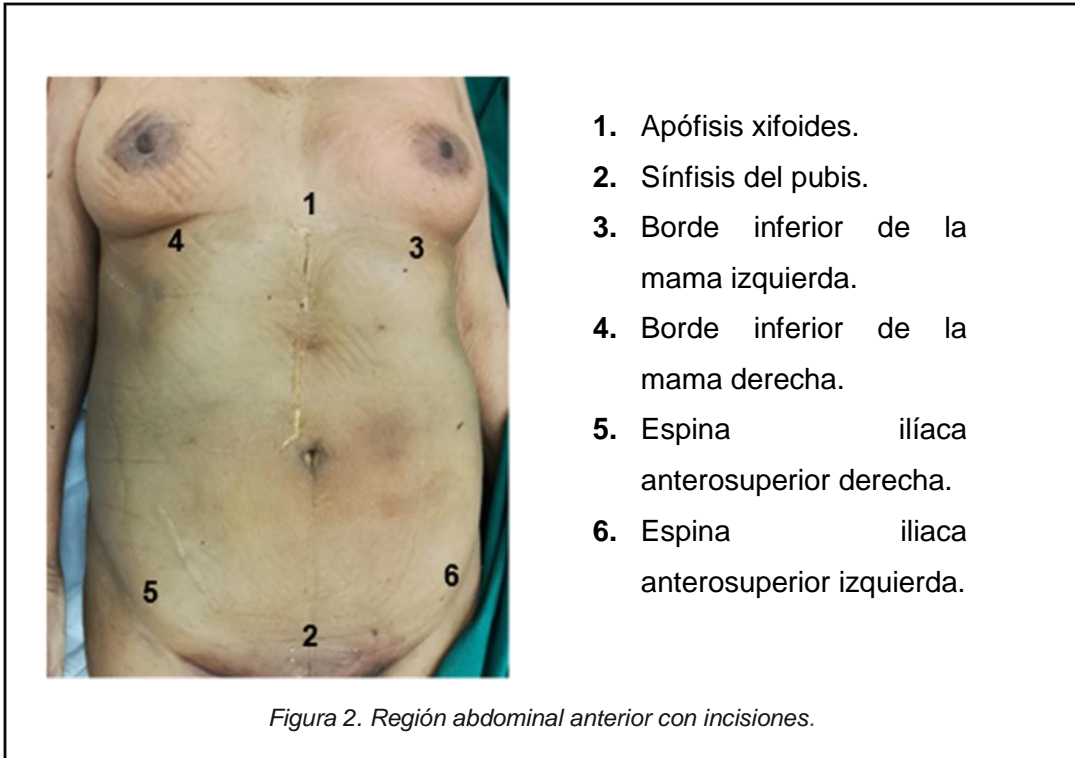 1
4
3
5
6
2
1. Apófisis xifoides.
2. Sínfisis del pubis.
3. Borde inferior de la
mama izquierda.
4. Borde inferior de la
mama derecha.
5. Espina ilíaca
anterosuperior derecha.
6. Espina iliaca
anterosuperior izquierda.
Figura 2. Región abdominal anterior con incisiones.